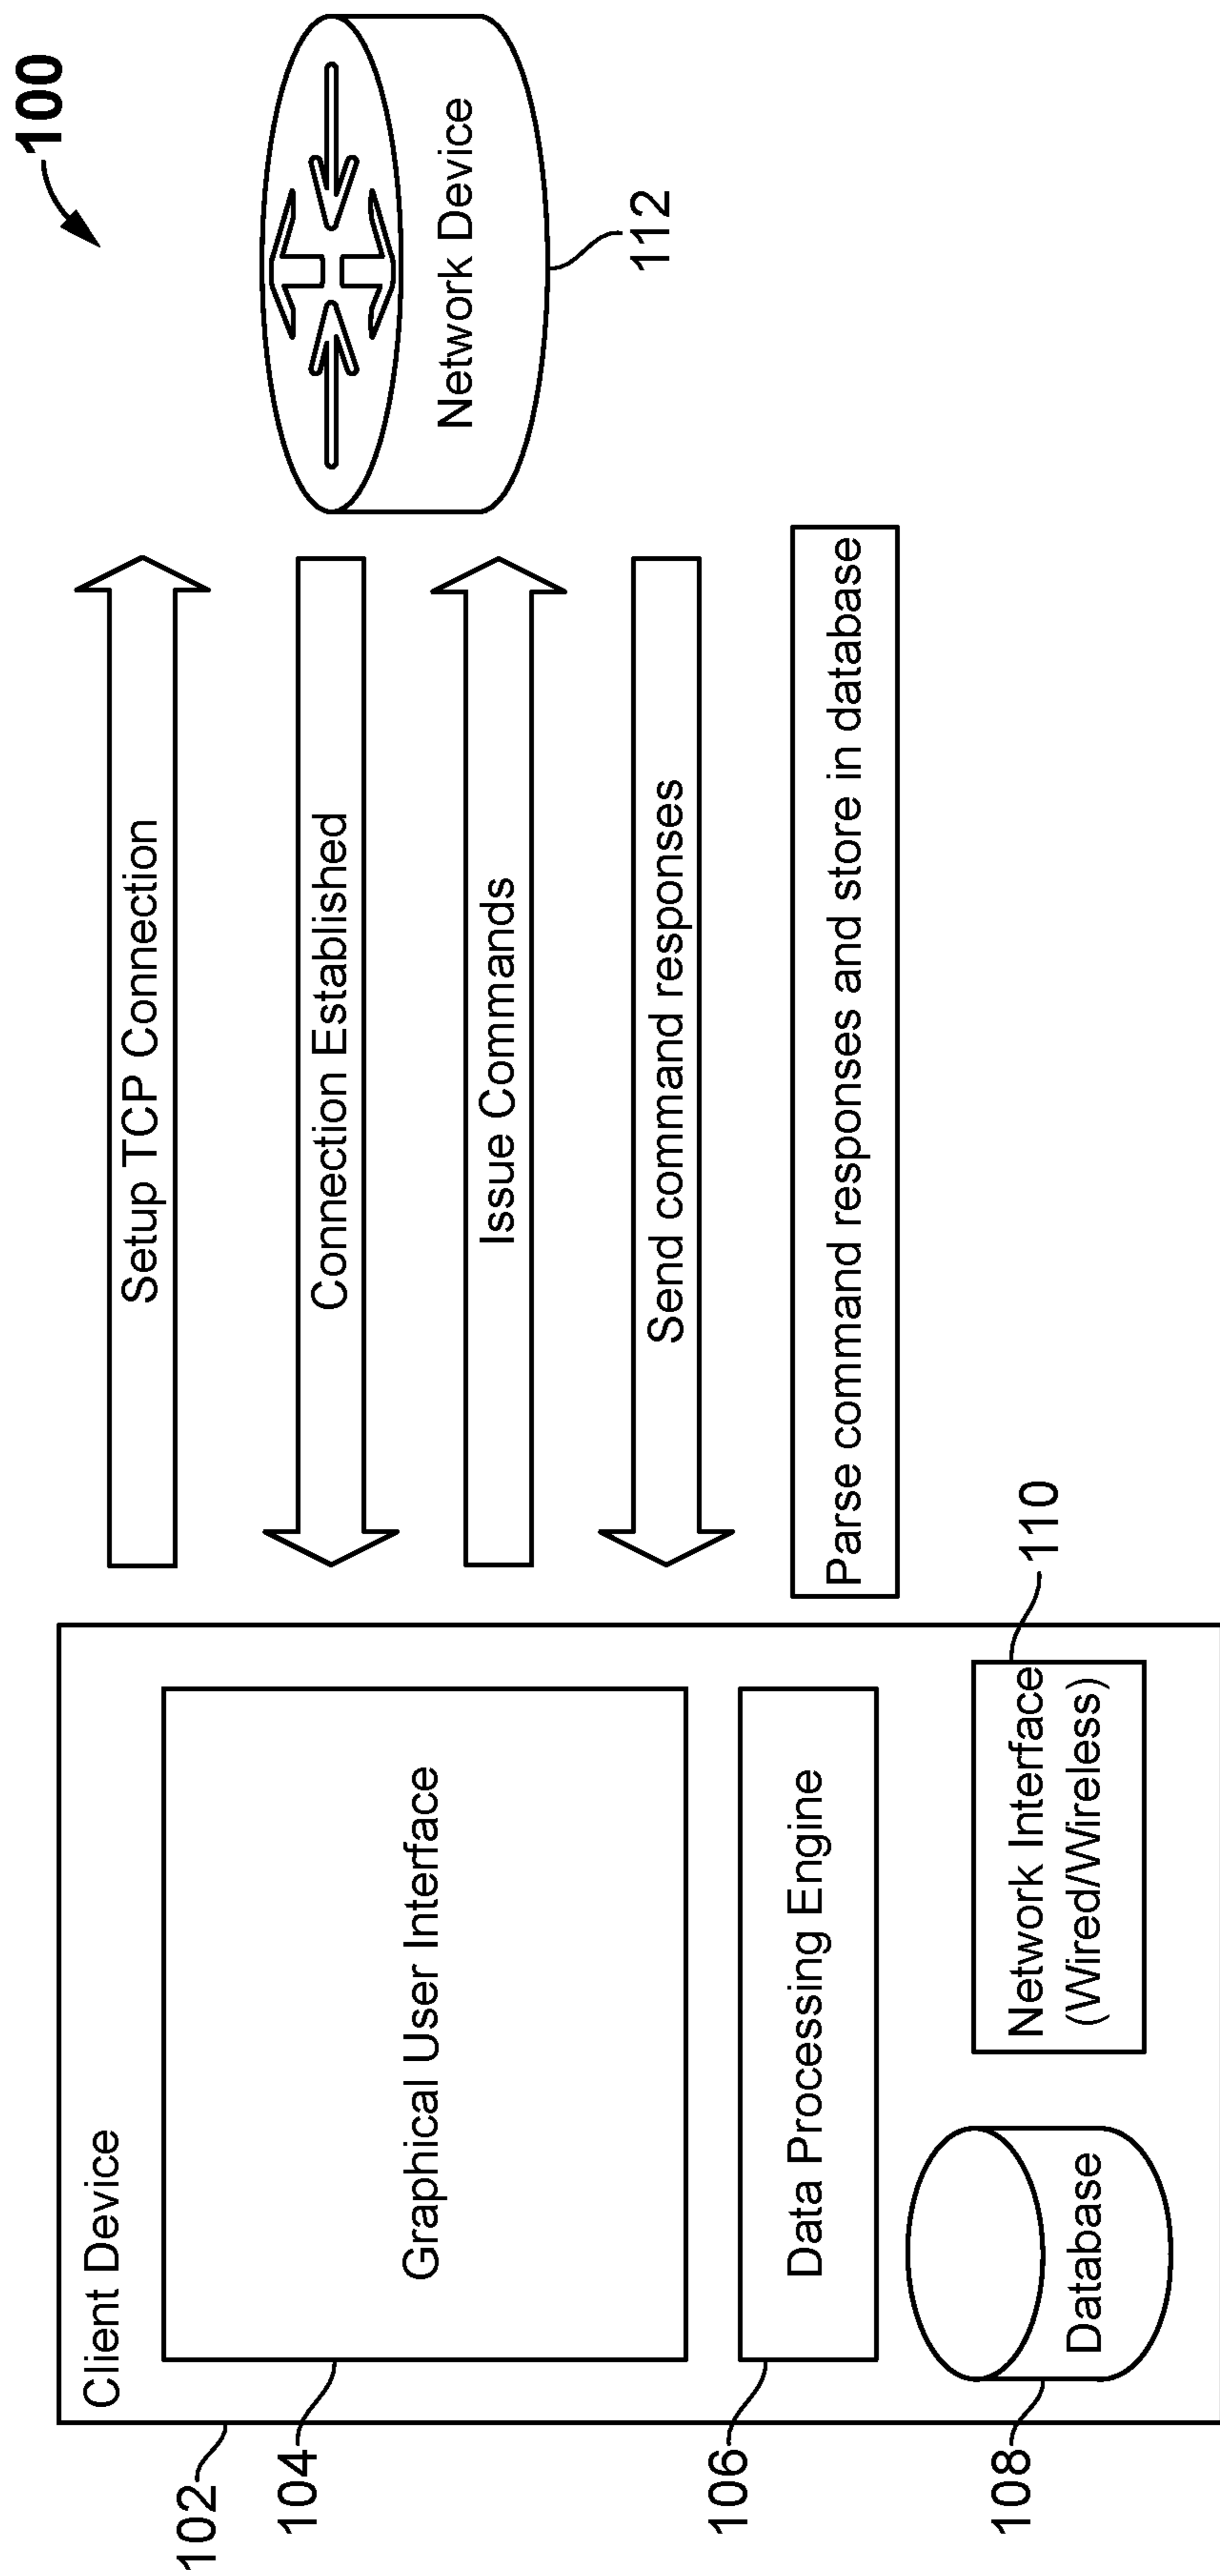 100
Client Device
Setup TCP Connection
Connection Established
Issue Commands
Send command responses
Parse command responses and store in database
Graphical User Interface
Data Processing Engine
Database
Network Interface
(Wired/Wireless)
Network Device
102
104
106
108
110
112